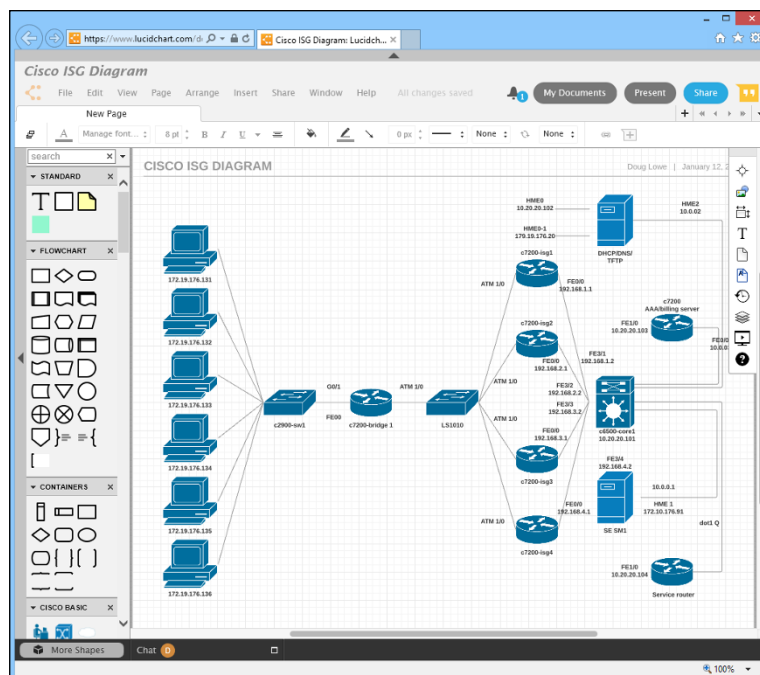 https://www.lucidchart.com/d
Cisco ISG Diagram: Lucidch...
Cisco ISG Diagram
File Edit View Page Arrange Insert Share Window Help All changes saved
1
My Documents
Present
Share
New Page
Manage font...
8 pt
B I U
0 px
None
None
search
STANDARD
T
FLOWCHART
CONTAINERS
CISCO BASIC
More Shapes
Chat D
100%
CISCO ISG DIAGRAM
Doug Lowe | January 12, 2
172.19.176.131
172.19.176.132
172.19.176.133
172.19.176.134
172.19.176.135
172.19.176.136
c2900-sw1
G0/1
FE00
c7200-bridge 1
ATM 1/0
LS1010
ATM 1/0
ATM 1/0
ATM 1/0
ATM 1/0
HME0
10.20.20.102
HME0-1
179.19.176.20
DHCP/DNS/
TFTP
HME2
10.0.02
c7200-isg1
FE0/0
192.168.1.1
c7200-isg2
FE0/0
192.168.2.1
FE3/1
192.168.1.2
FE3/2
192.168.2.2
FE3/3
192.168.3.2
FE0/0
192.168.3.1
c7200-isg3
FE0/0
192.168.4.1
c7200-isg4
c7200
AAA/billing server
FE1/0
10.20.20.103
c6500-core1
10.20.20.101
FE3/4
192.168.4.2
SE SM1
10.0.0.1
HME 1
172.10.176.91
dot1 Q
FE1/0
10.20.20.104
Service router